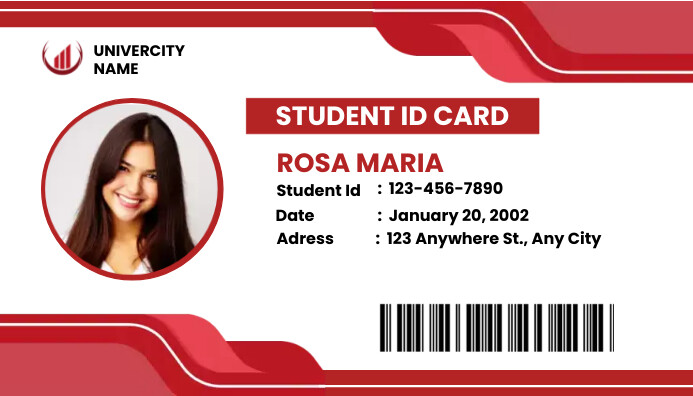 UNIVERCITY
NAME
STUDENT ID CARD
ROSA MARIA
Student Id : 123-456-7890
Date : January 20, 2002
Adress : 123 Anywhere St., Any City